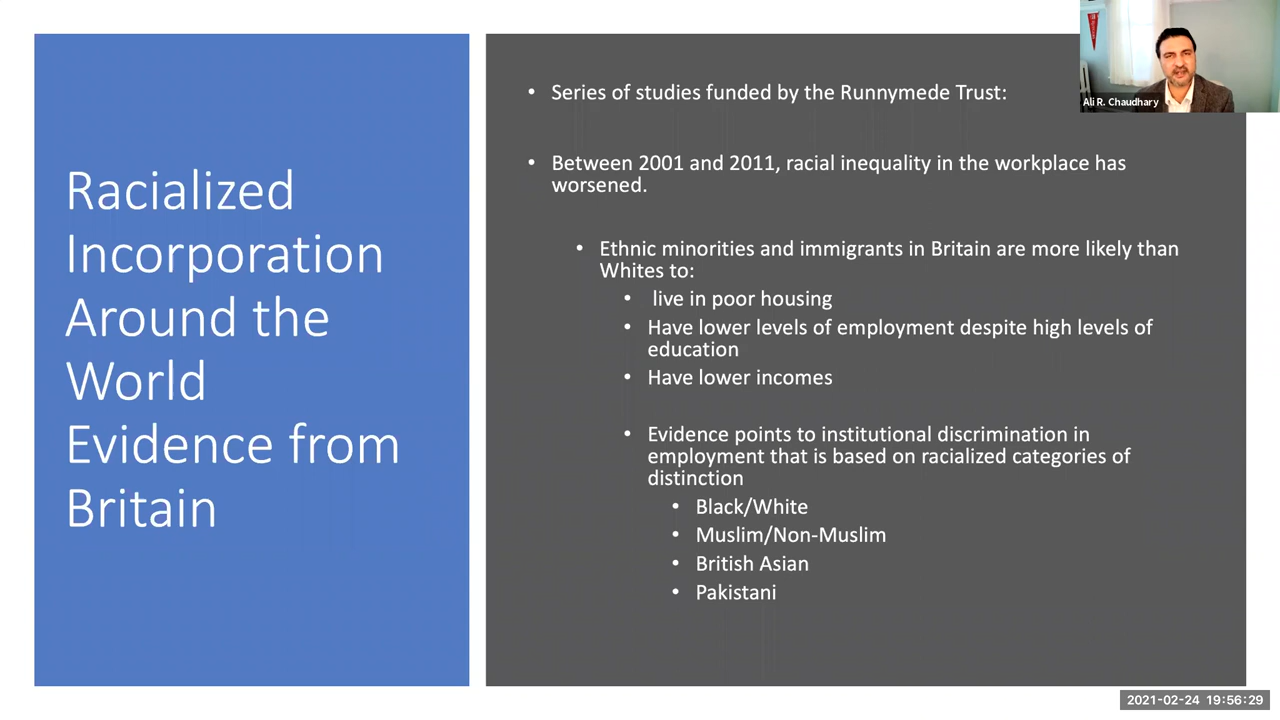 Racialized
Incorporation
Around the
World
Evidence from
Britain
• Series of studies funded by the Runnymede Trust:
• Between 2001 and 2011, racial inequality in the workplace has
worsened.
• Ethnic minorities and immigrants in Britain are more likely than
Whites to:
• live in poor housing
• Have lower levels of employment despite high levels of
education
• Have lower incomes
• Evidence points to institutional discrimination in
employment that is based on racialized categories of
distinction
• Black/White
• Muslim/Non-Muslim
• British Asian
• Pakistani
Ali R. Chaudhary
2021-02-24 19:56:29